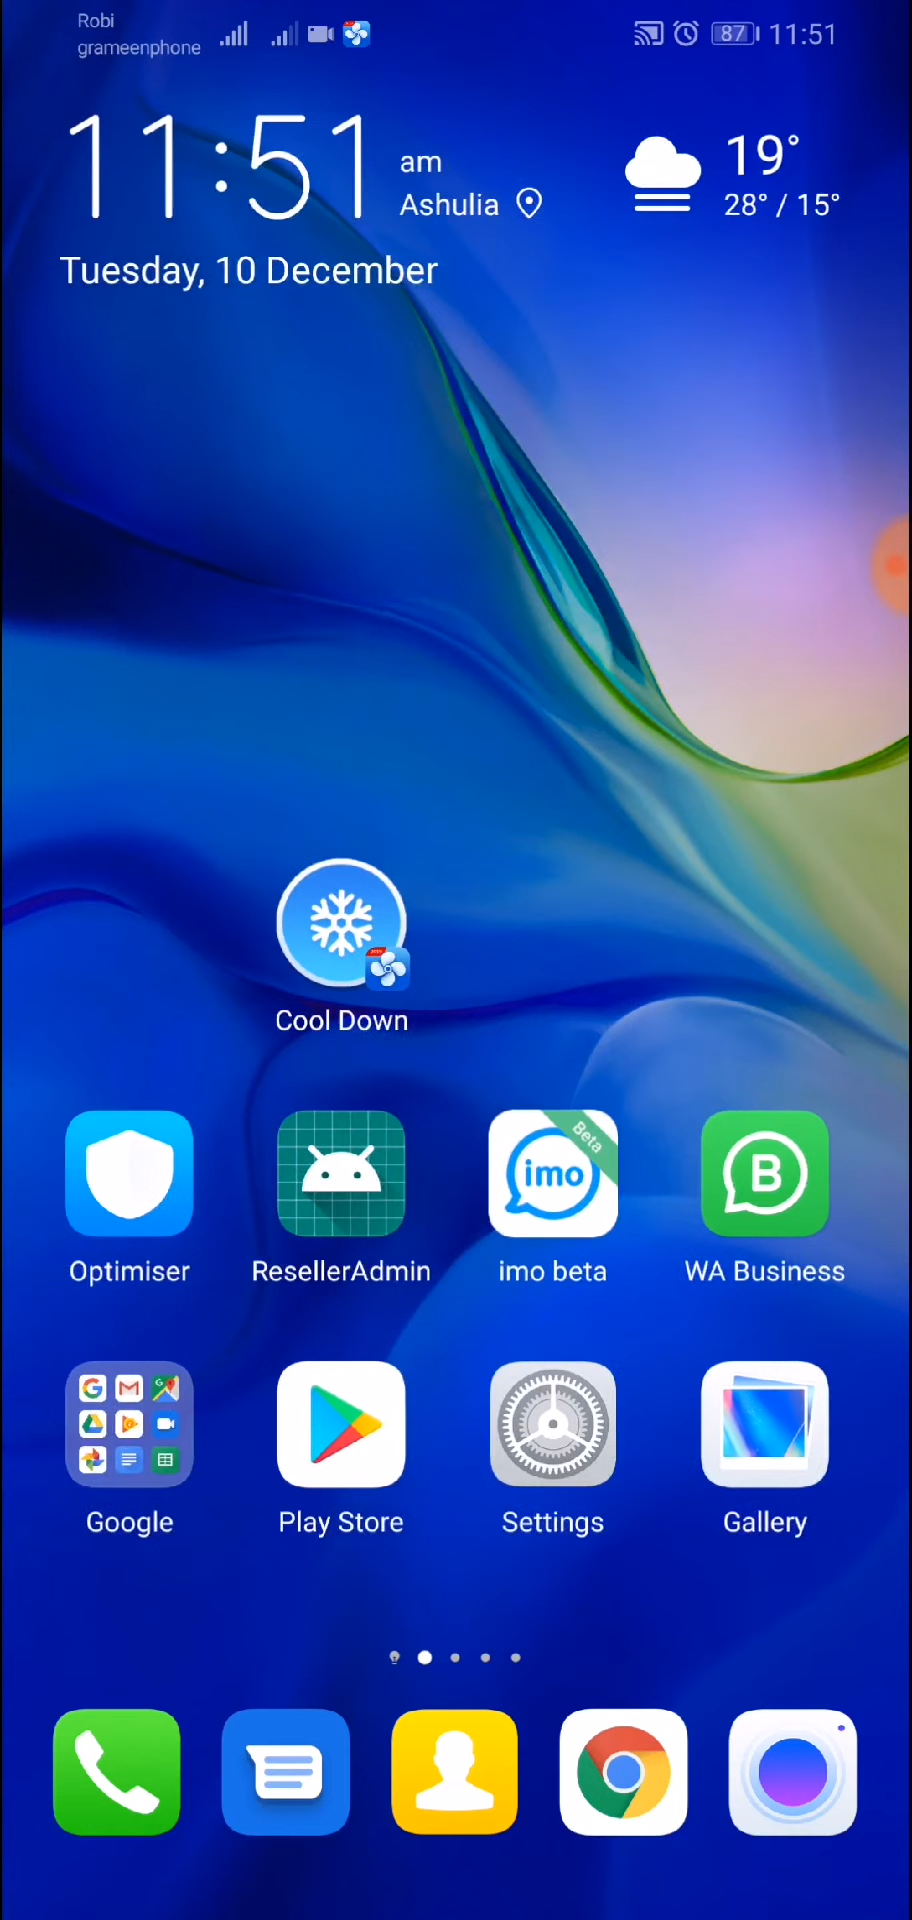 Robi
grameenphone
87
11:51
11:51
am
Ashulia
19°
28° / 15°
Tuesday, 10 December
Cool Down
Beta
imo
B
Optimiser
ResellerAdmin
imo beta
WA Business
Google
Play Store
Settings
Gallery